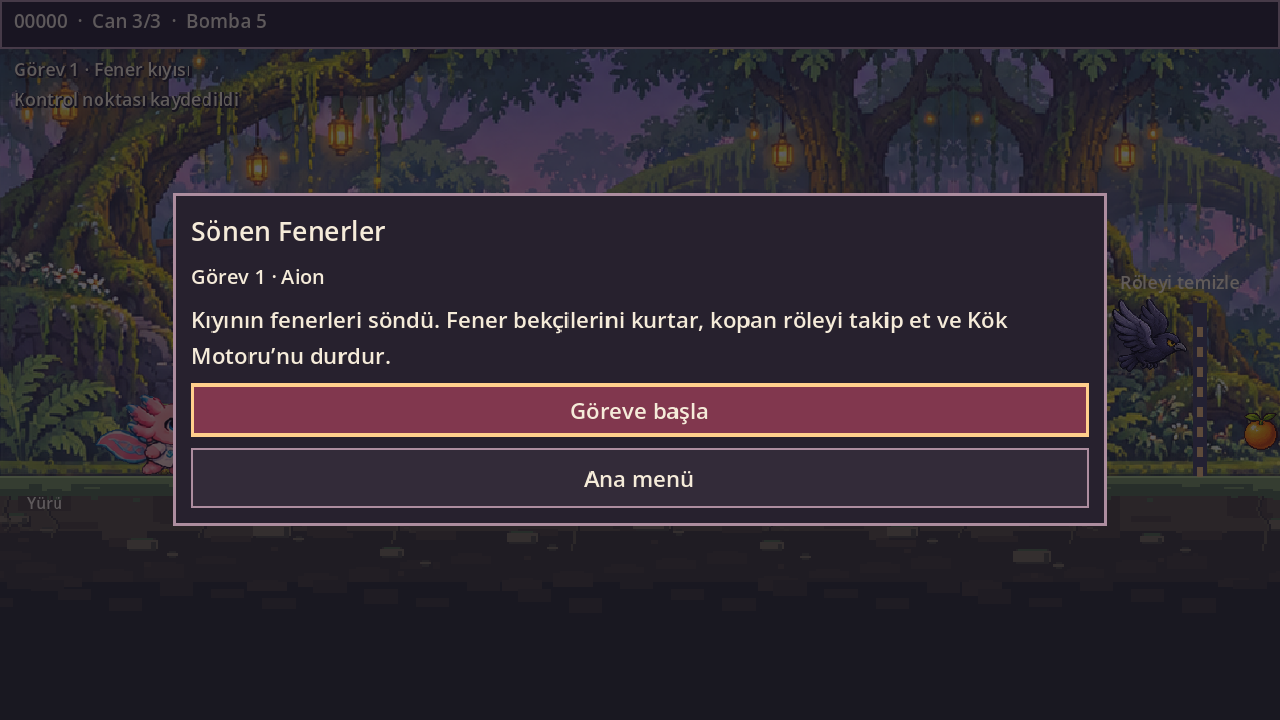 00000 · Can 3/3 · Bomba 5
Görev 1 · Fener kıyısı
Kontrol noktası kaydedildi
Sönen Fenerler
Görev 1 · Aion
Kıyının fenerleri söndü. Fener bekçilerini kurtar, kopan röleyi takip et ve Kök
Motoru’nu durdur.
Göreve başla
Ana menü
Röleyi temizle
Yürü